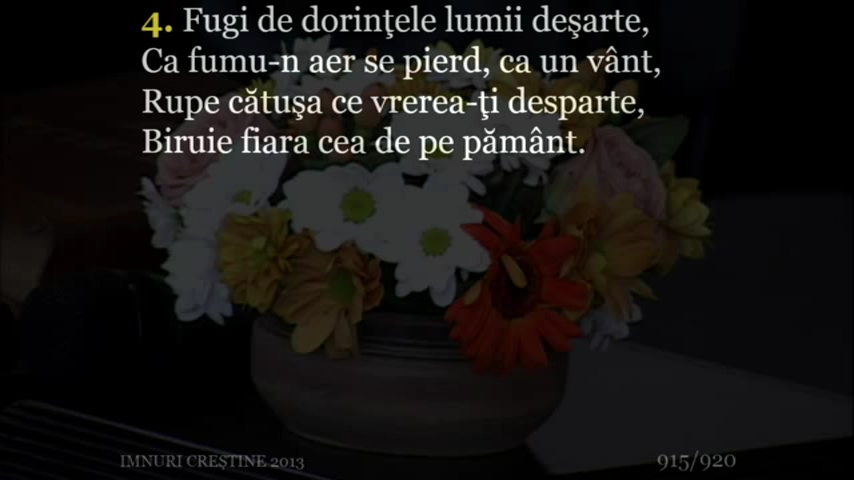 4. Fugi de dorinţele lumii deşarte,
Ca fumu-n aer se pierd, ca un vânt,
Rupe cătuşa ce vrerea-ţi desparte,
Biruie fiara cea de pe pământ.
IMNURI CREŞTINE 2013
915/920